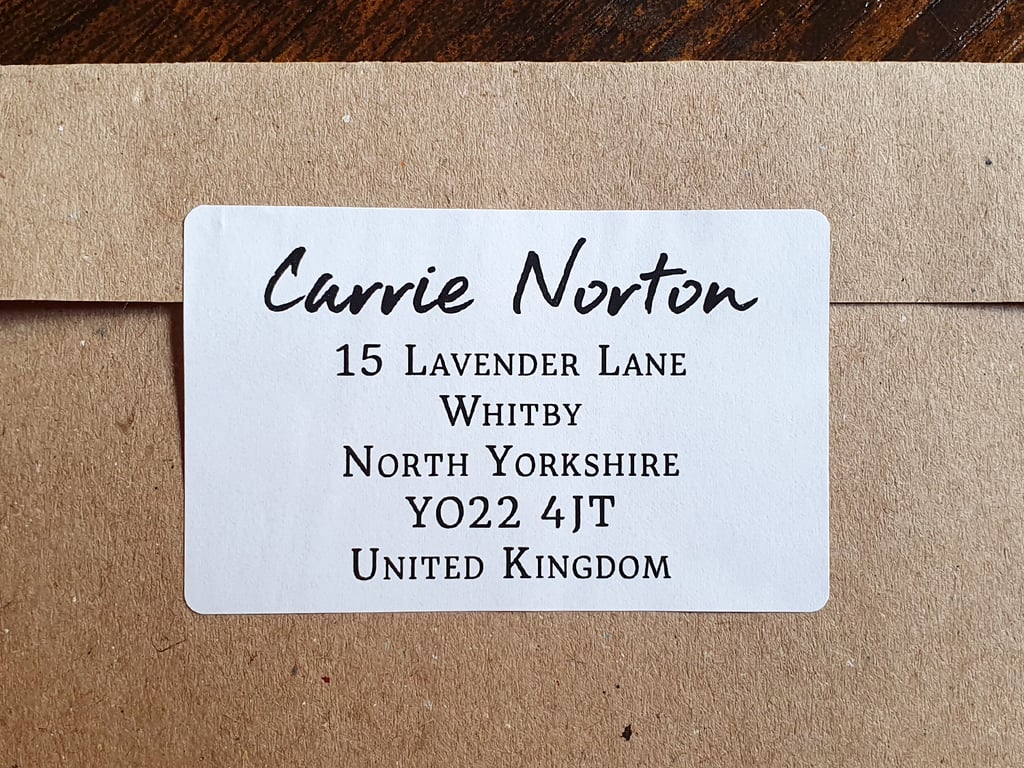 Carrie Norton
15 Lavender Lane
Whitby
North Yorkshire
YO22 4JT
United Kingdom